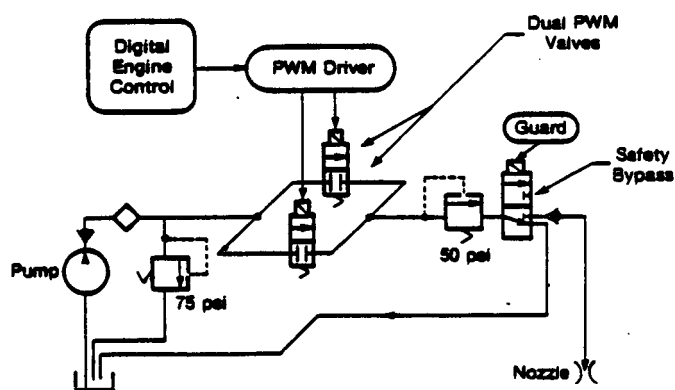 Digital
Engine
Control
PWM Driver
Dual PWM
Valves
Guard
Safety
Bypass
Pump
75 psi
50 psi
Nozzle